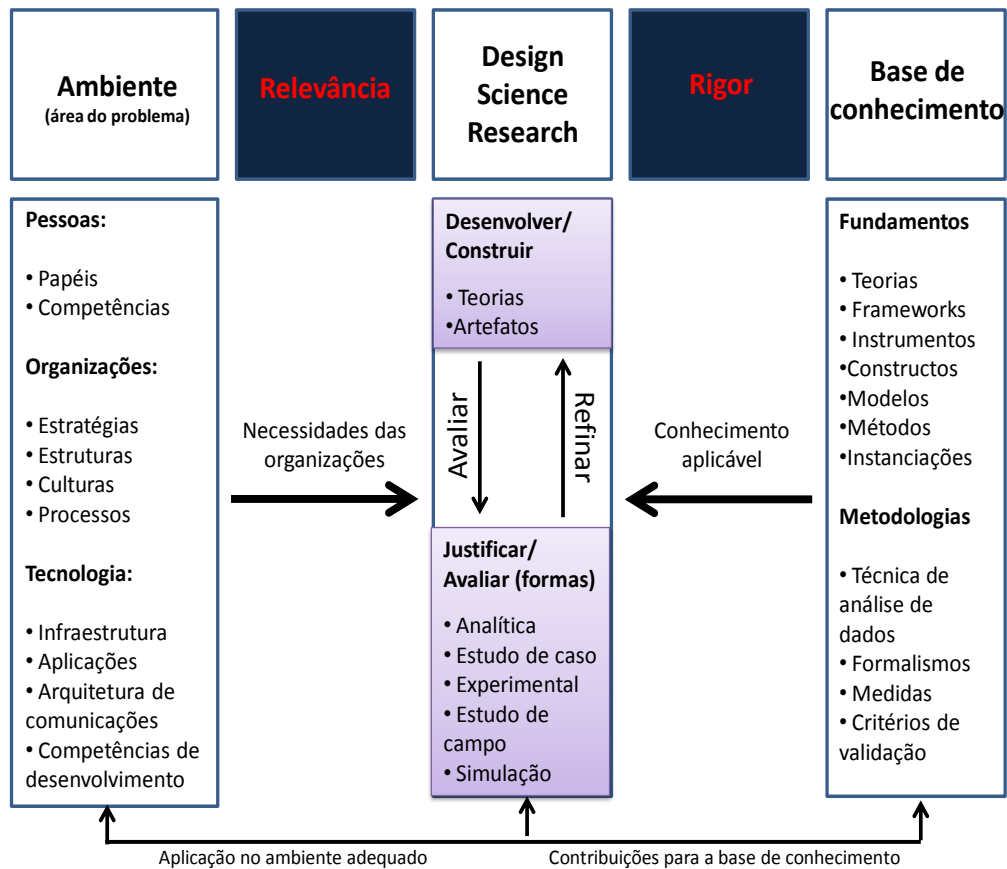 Ambiente
(área do problema)
Relevância
Design
Science
Research
Rigor
Base de
conhecimento
Pessoas:
• Papéis
• Competências
Organizações:
• Estratégias
• Estruturas
• Culturas
• Processos
Tecnologia:
• Infraestrutura
• Aplicações
• Arquitetura de
comunicações
• Competências de
desenvolvimento
Necessidades das
organizações
Desenvolver/
Construir
• Teorias
•Artefatos
Avaliar
Refinar
Justificar/
Avaliar (formas)
• Analítica
• Estudo de caso
• Experimental
• Estudo de
campo
• Simulação
Conhecimento
aplicável
Fundamentos
• Teorias
• Frameworks
• Instrumentos
•Constructos
•Modelos
•Métodos
•Instanciações
Metodologias
• Técnica de
análise de
dados
• Formalismos
• Medidas
• Critérios de
validação
Aplicação no ambiente adequado
Contribuições para a base de conhecimento